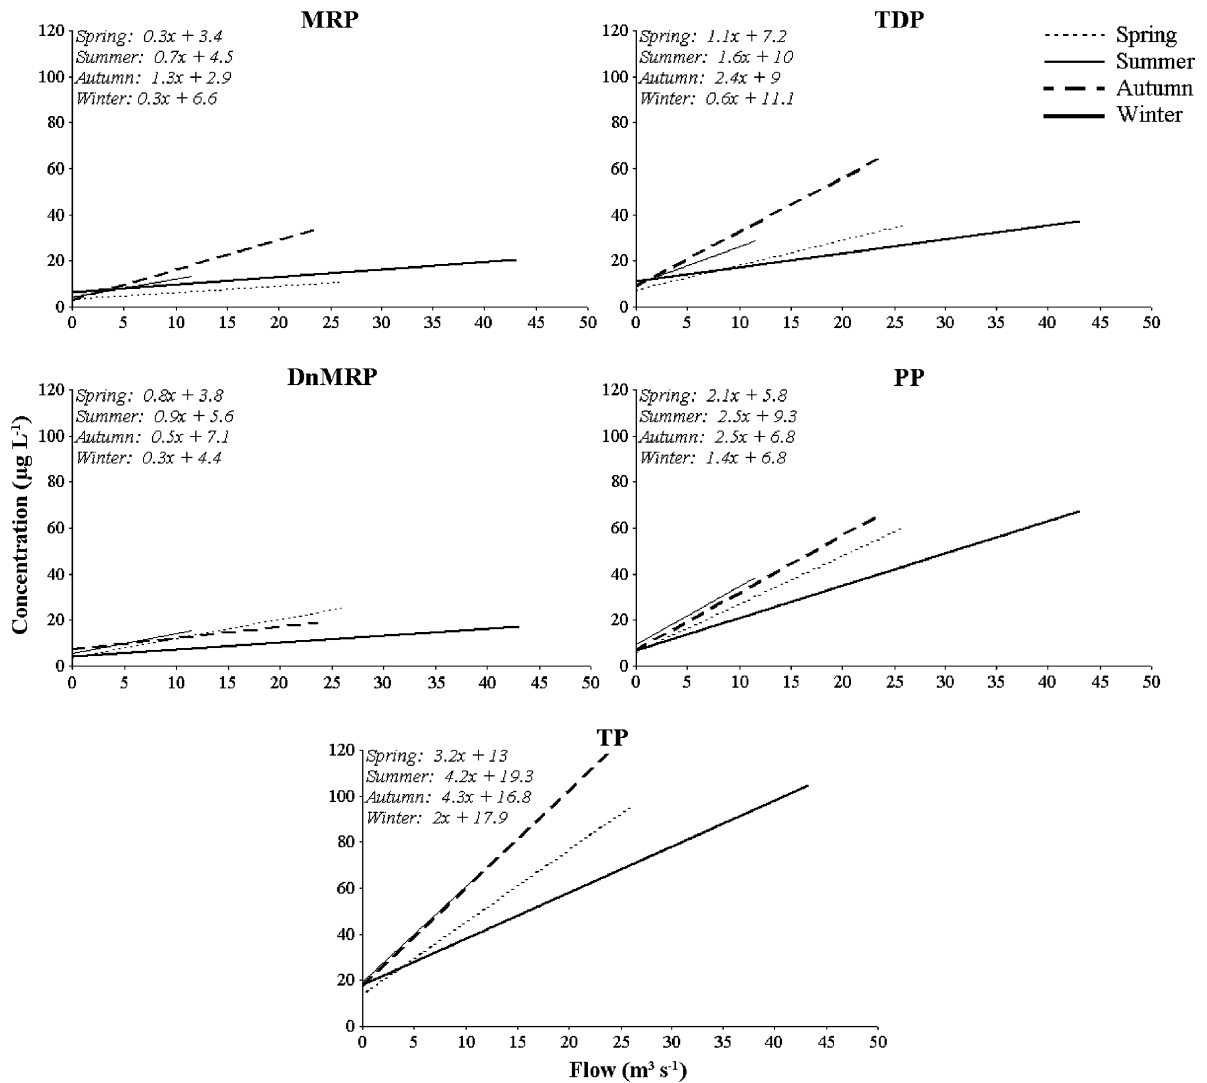 MRP
120
100
80
60
40
20
0
Spring: 0.3x + 3.4
Summer: 0.7x + 4.5
Autumn: 1.3x + 2.9
Winter: 0.3x + 6.6
0 5 10 15 20 25 30 35 40 45 50
TDP
120
100
80
60
40
20
0
Spring: 1.1x + 7.2
Summer: 1.6x + 10
Autumn: 2.4x + 9
Winter: 0.6x + 11.1
0 5 10 15 20 25 30 35 40 45 50
Spring
Summer
Autumn
Winter
Concentration (µg L-1)
DnMRP
120
100
80
60
40
20
0
Spring: 0.8x + 3.8
Summer: 0.9x + 5.6
Autumn: 0.5x + 7.1
Winter: 0.3x + 4.4
0 5 10 15 20 25 30 35 40 45 50
PP
120
100
80
60
40
20
0
Spring: 2.1x + 5.8
Summer: 2.5x + 9.3
Autumn: 2.5x + 6.8
Winter: 1.4x + 6.8
0 5 10 15 20 25 30 35 40 45 50
TP
120
100
80
60
40
20
0
Spring: 3.2x + 13
Summer: 4.2x + 19.3
Autumn: 4.3x + 16.8
Winter: 2x + 17.9
0 5 10 15 20 25 30 35 40 45 50
Flow (m³ s-1)